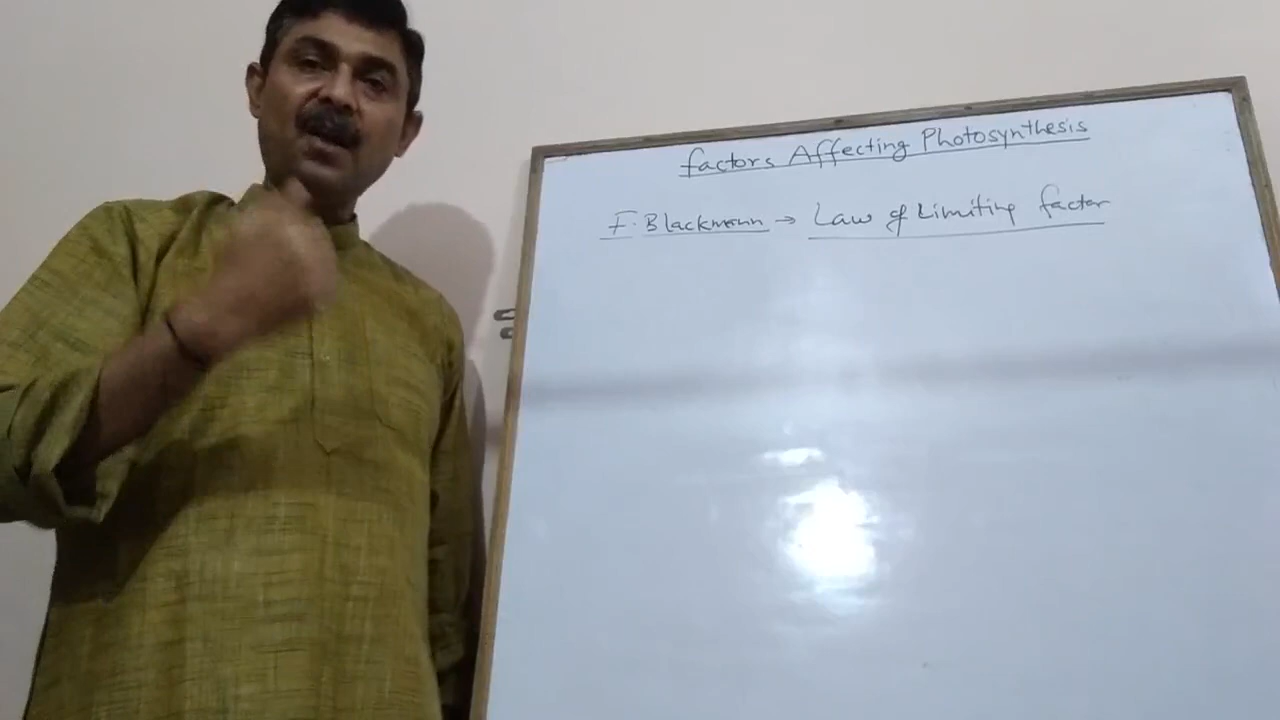 factors Affecting Photosynthesis
F. Blackmann → Law of Limiting factor